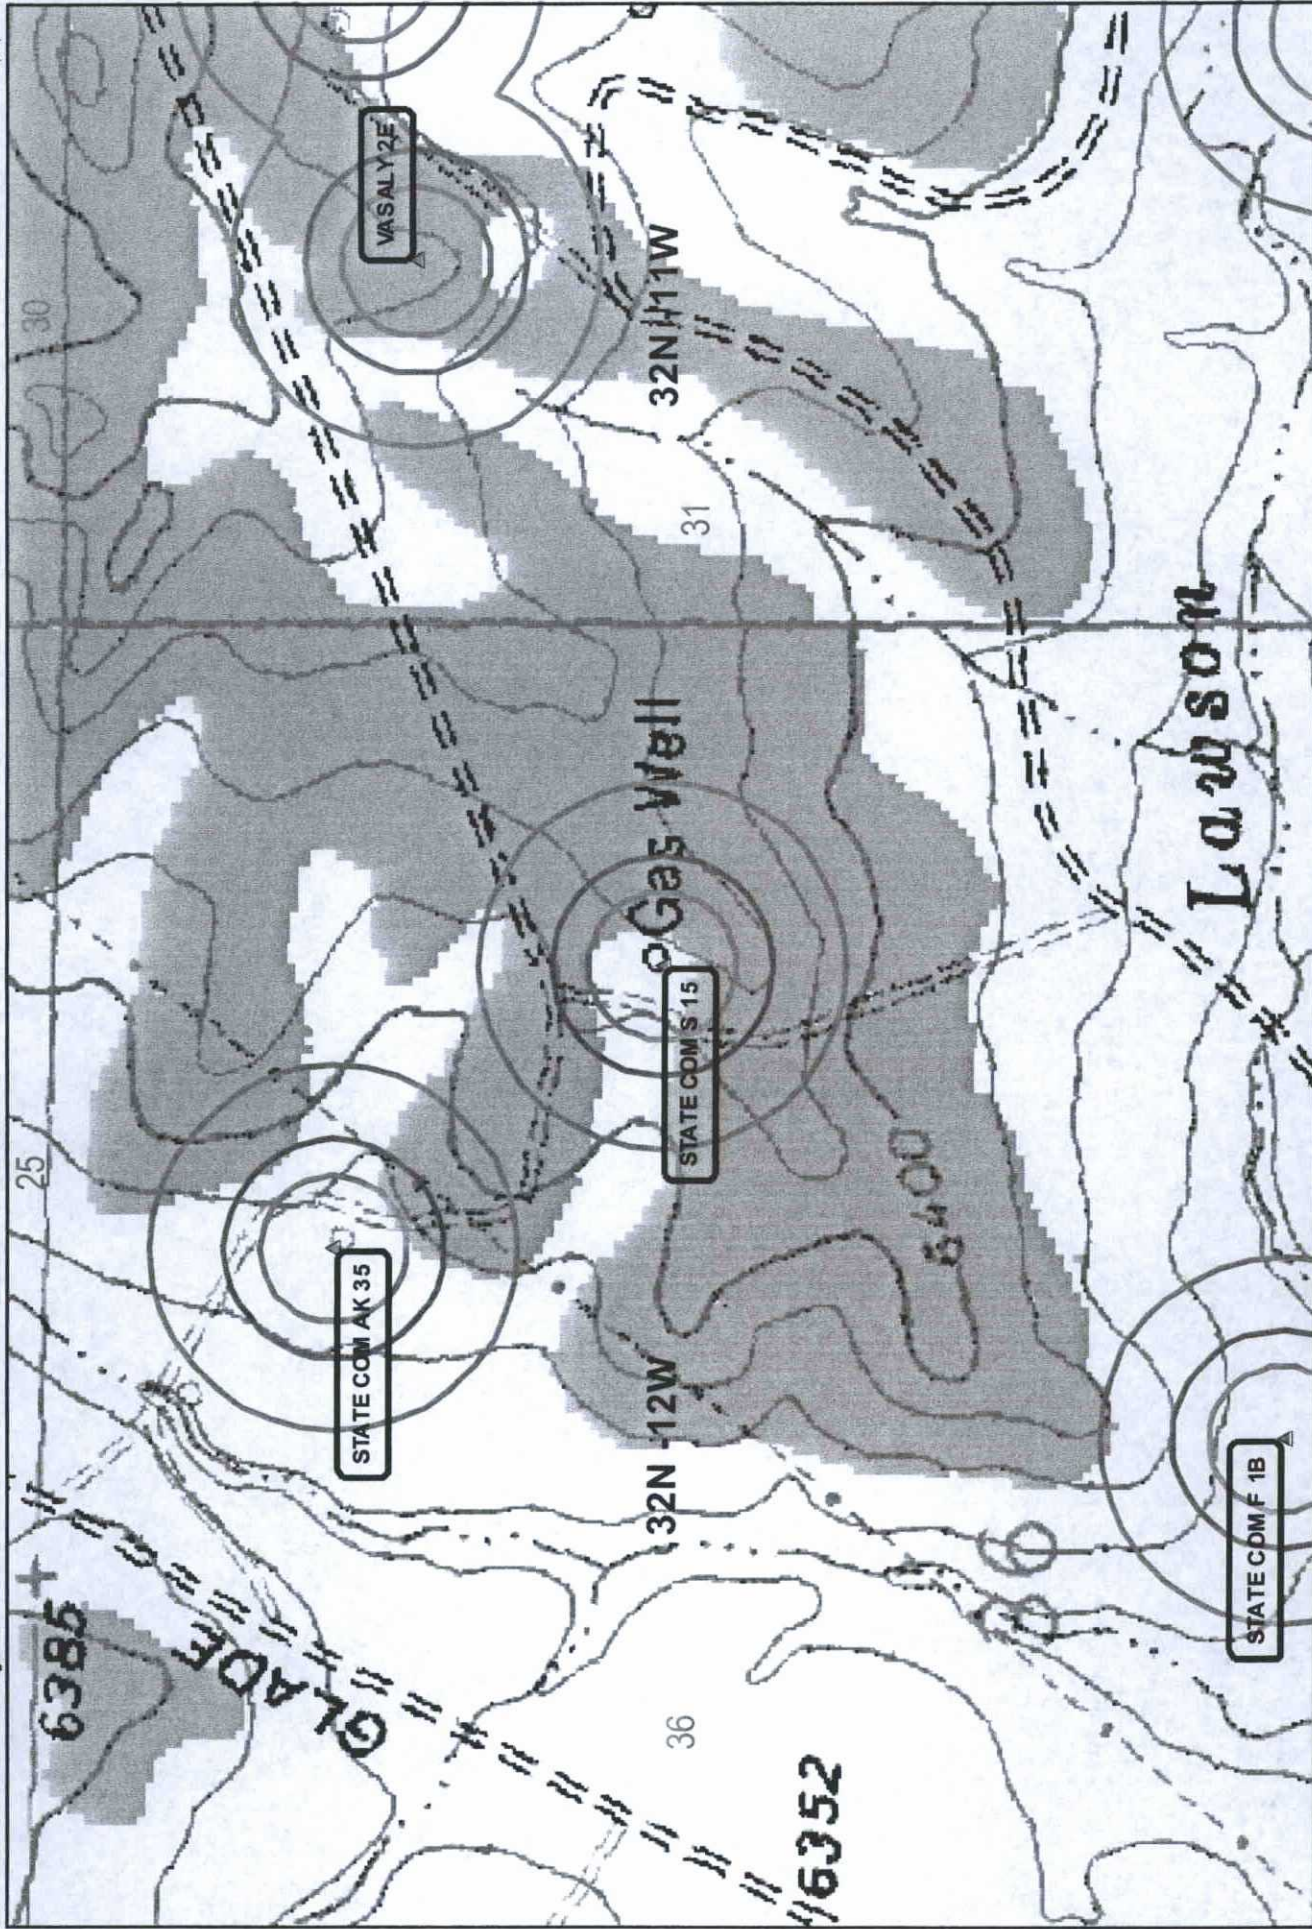 6385
GLADE
25
30
VASALY 2E
STATE COM AK 35
6352
36
32N 12W
STATE COM S 15
Gas Well
31
32N 11W
6400
STATE COM F 1B
Lawson